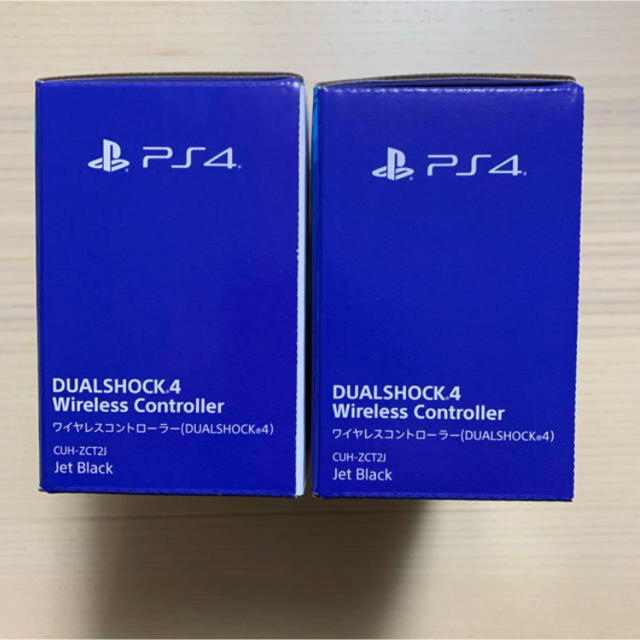 PS4
DUALSHOCK®4
Wireless Controller
ワイヤレスコントローラー(DUALSHOCK®4)
CUH-ZCT2J
Jet Black
PS4
DUALSHOCK®4
Wireless Controller
ワイヤレスコントローラー(DUALSHOCK®4)
CUH-ZCT2J
Jet Black